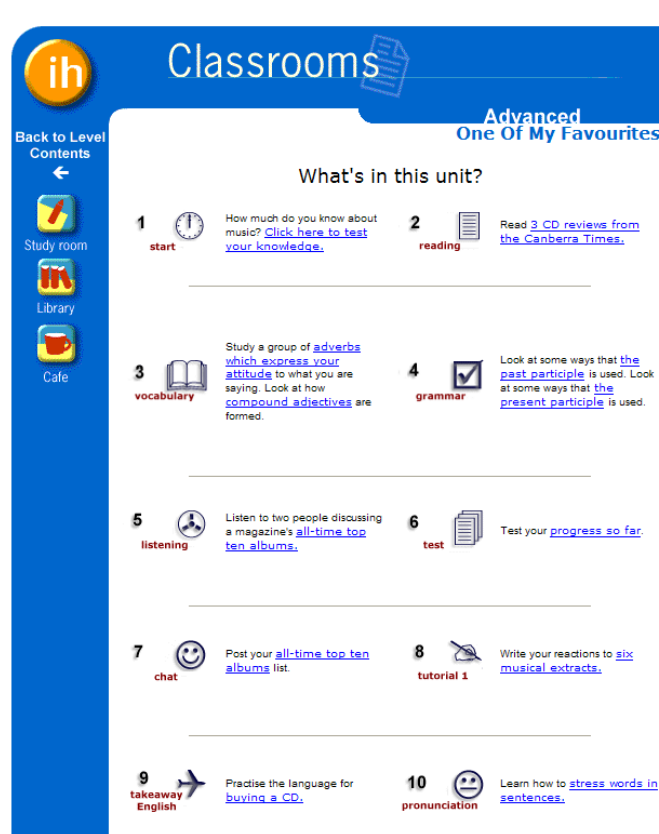 ih
Classrooms
Advanced
One Of My Favourites
Back to Level
Contents
Study room
Library
Cafe
What's in this unit?
1
start
How much do you know about
music? Click here to test
your knowledge.
2
reading
Read 3 CD reviews from
the Canberra Times.
3
vocabulary
Study a group of adverbs
which express your
attitude to what you are
saying. Look at how
compound adjectives are
formed.
4
grammar
Look at some ways that the
past participle is used. Look
at some ways that the
present participle is used.
5
listening
Listen to two people discussing
a magazine's all-time top
ten albums.
6
test
Test your progress so far.
7
chat
Post your all-time top ten
albums list.
8
tutorial 1
Write your reactions to six
musical extracts.
9
takeaway
English
Practise the language for
buying a CD.
10
pronunciation
Learn how to stress words in
sentences.